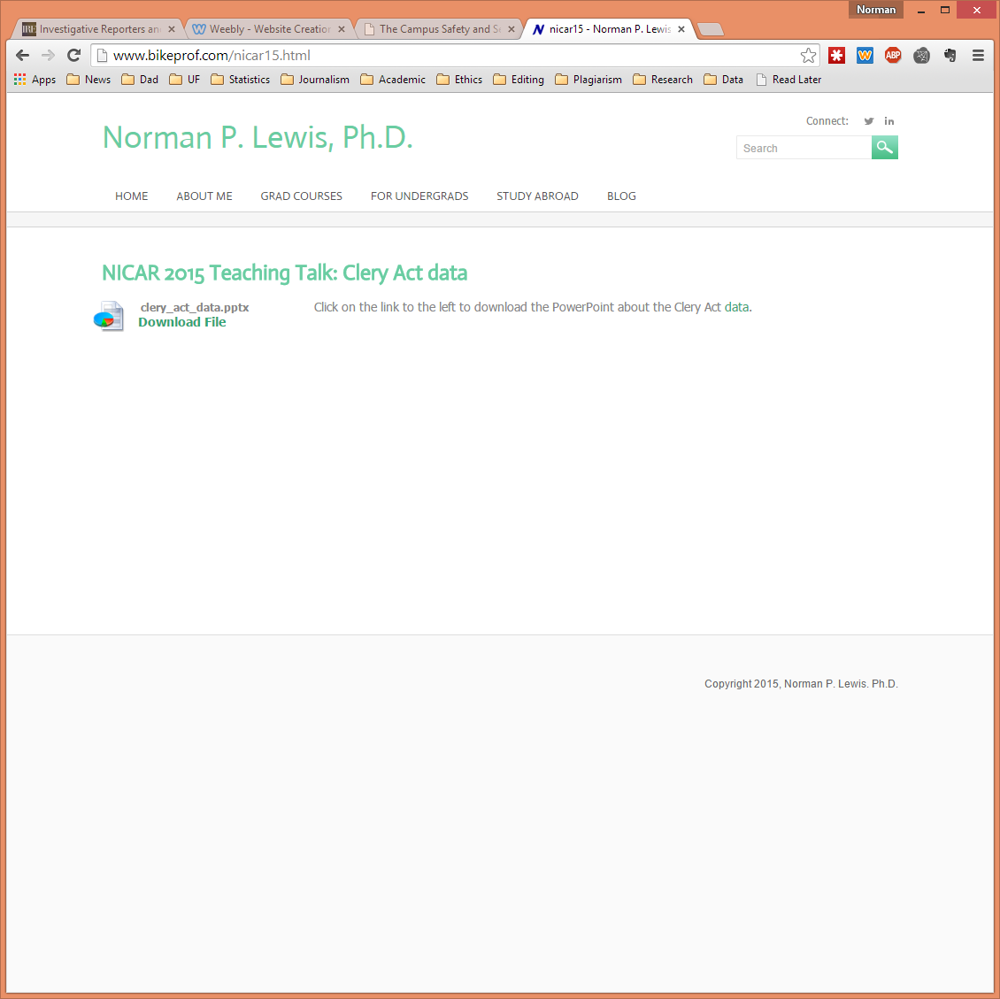 Norman
Investigative Reporters an
Weebly - Website Creation
The Campus Safety and Se
nicar15 - Norman P. Lewis
www.bikeprof.com/nicar15.html
ABP
Apps News Dad UF Statistics Journalism Academic Ethics Editing Plagiarism Research Data Read Later
Norman P. Lewis, Ph.D.
Connect:
Search
HOME ABOUT ME GRAD COURSES FOR UNDERGRADS STUDY ABROAD BLOG
NICAR 2015 Teaching Talk: Clery Act data
clery_act_data.pptx
Download File
Click on the link to the left to download the PowerPoint about the Clery Act data.
Copyright 2015, Norman P. Lewis. Ph.D.